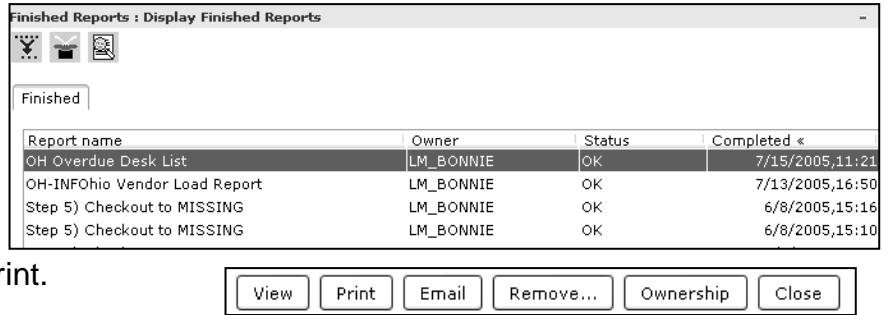 Finished Reports : Display Finished Reports
Finished
Report name Owner Status Completed «
OH Overdue Desk List LM_BONNIE OK 7/15/2005,11:21
OH-INFOhio Vendor Load Report LM_BONNIE OK 7/13/2005,16:50
Step 5) Checkout to MISSING LM_BONNIE OK 6/8/2005,15:16
Step 5) Checkout to MISSING LM_BONNIE OK 6/8/2005,15:10
rint.
View Print Email Remove... Ownership Close